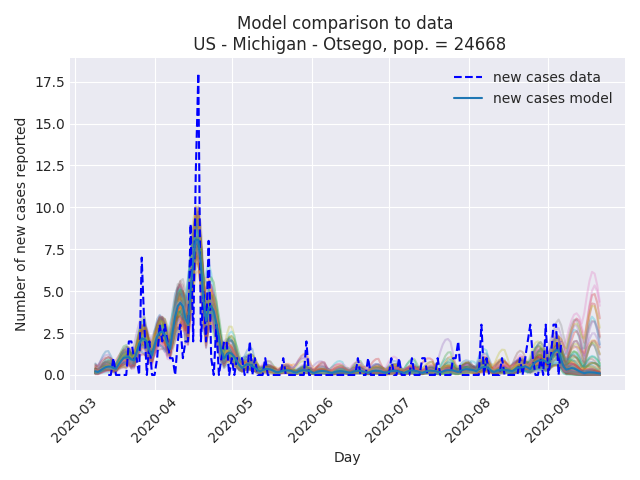 Model comparison to data
US - Michigan - Otsego, pop. = 24668
new cases data
new cases model
17.5
15.0
12.5
10.0
7.5
5.0
2.5
0.0
Number of new cases reported
2020-03
2020-04
2020-05
2020-06
2020-07
2020-08
2020-09
Day